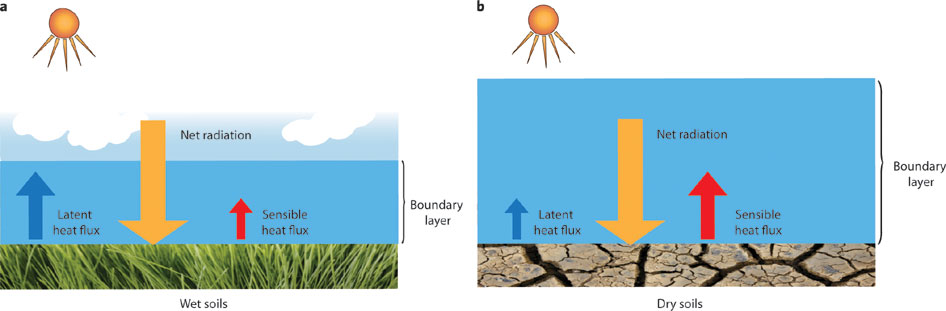 a
Net radiation
Latent
heat flux
Sensible
heat flux
Boundary
layer
Wet soils
b
Net radiation
Latent
heat flux
Sensible
heat flux
Boundary
layer
Dry soils